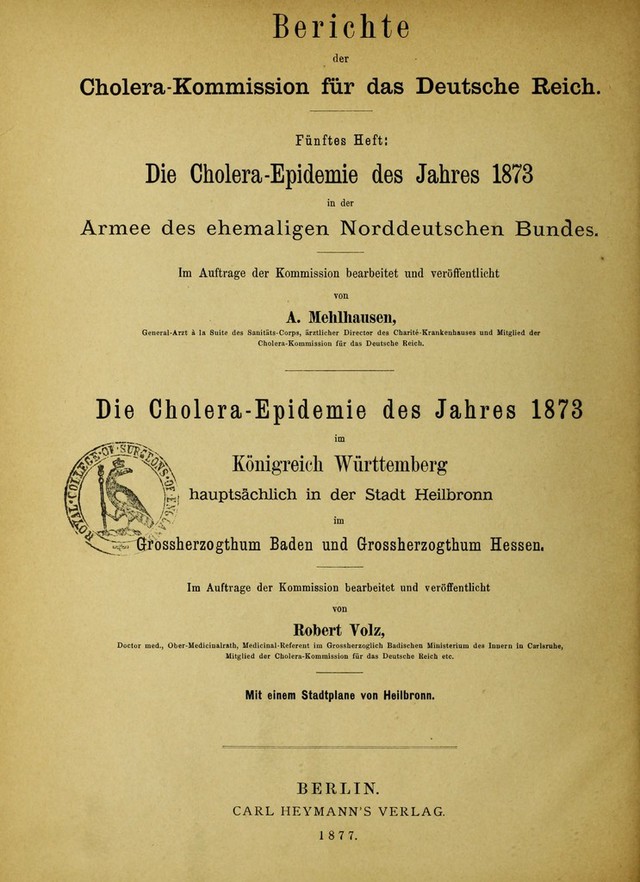 Berichte
der
Cholera-Kommission für das Deutsche Reich.
Fünftes Heft:
Die Cholera-Epidemie des Jahres 1873
in der
Armee des ehemaligen Norddeutschen Bundes.
Im Auftrage der Kommission bearbeitet und veröffentlicht
von
A. Mehlhausen,
General-Arzt à la Suite des Sanitäts-Corps, ärztlicher Director des Charité-Krankenhauses und Mitglied der
Cholera-Kommission für das Deutsche Reich.
Die Cholera-Epidemie des Jahres 1873
im
Königreich Württemberg
hauptsächlich in der Stadt Heilbronn
im
Grossherzogthum Baden und Grossherzogthum Hessen.
ROYAL COLLEGE OF SURGEONS OF ENGLA
Im Auftrage der Kommission bearbeitet und veröffentlicht
von
Robert Volz,
Doctor med., Ober-Medicinalrath, Medicinal-Referent im Grossherzoglich Badischen Ministerium des Innern in Carlsruhe,
Mitglied der Cholera-Kommission für das Deutsche Reich etc.
Mit einem Stadtplane von Heilbronn.
BERLIN.
CARL HEYMANN'S VERLAG.
1877.